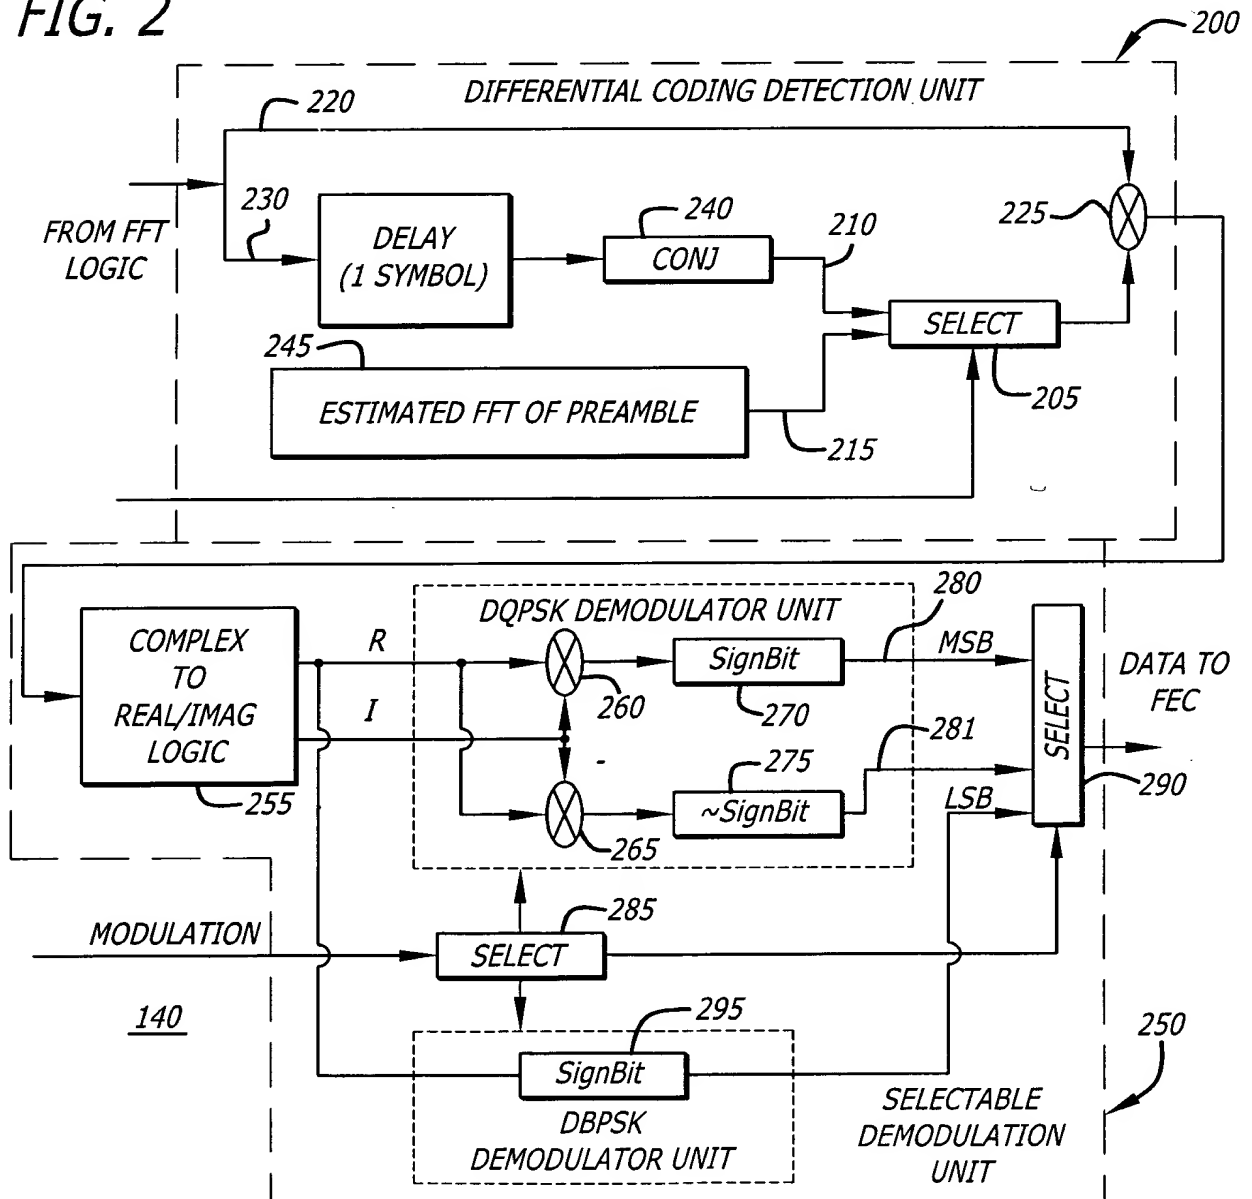 FIG. 2
200
DIFFERENTIAL CODING DETECTION UNIT
220
FROM FFT
LOGIC
230
DELAY
(1 SYMBOL)
240
CONJ
210
225
SELECT
205
245
ESTIMATED FFT OF PREAMBLE
215
COMPLEX
TO
REAL/IMAG
LOGIC
255
R
I
DQPSK DEMODULATOR UNIT
260
SignBit
270
280
MSB
265
275
~SignBit
281
LSB
SELECT
290
DATA TO
FEC
MODULATION
285
SELECT
140
295
SignBit
DBPSK
DEMODULATOR UNIT
SELECTABLE
DEMODULATION
UNIT
250